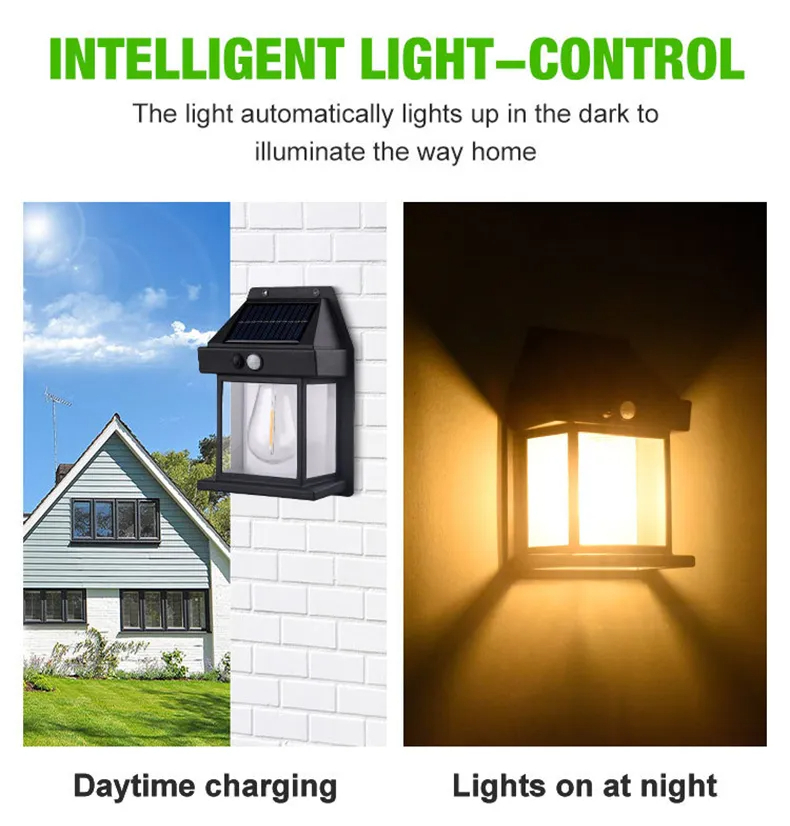 INTELLIGENT LIGHT-CONTROL
The light automatically lights up in the dark to
illuminate the way home
Daytime charging
Lights on at night